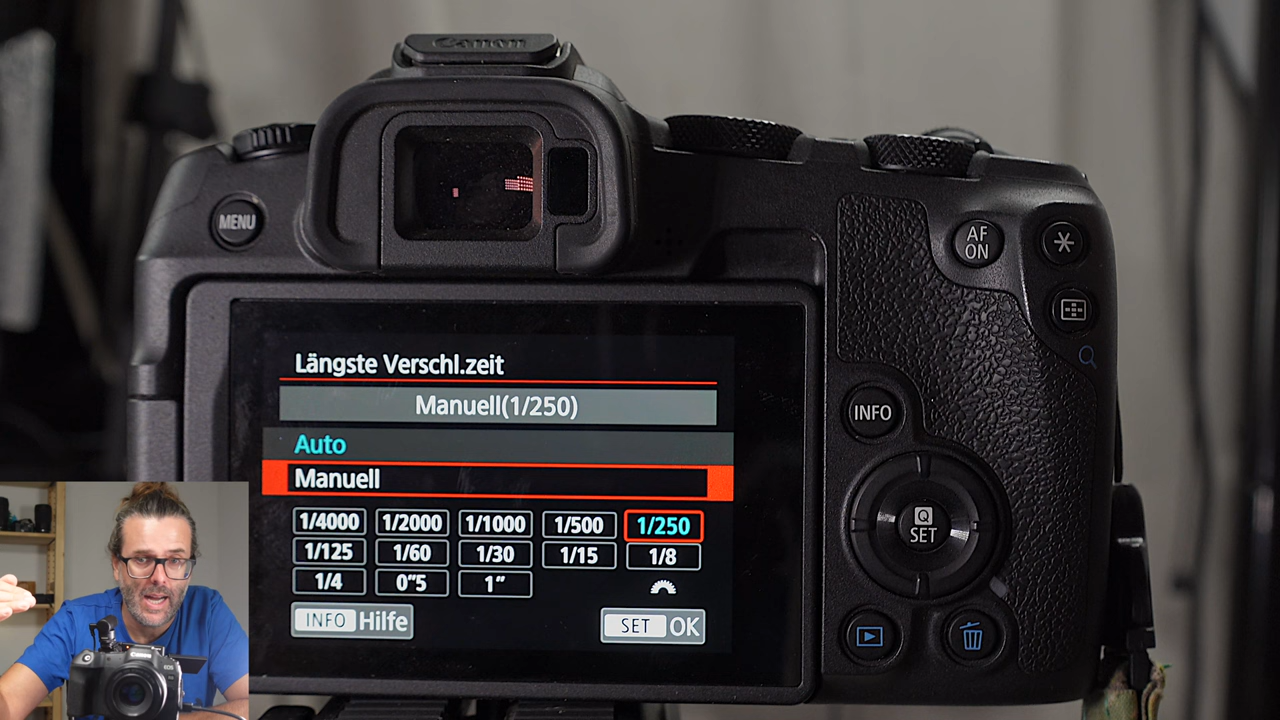 Canon
MENU
AF
ON
Längste Verschl.zeit
Manuell(1/250)
Auto
Manuell
1/4000 1/2000 1/1000 1/500 1/250
1/125 1/60 1/30 1/15 1/8
1/4 0"5 1"
INFO Hilfe SET OK
INFO
Q
SET
Canon
EOS